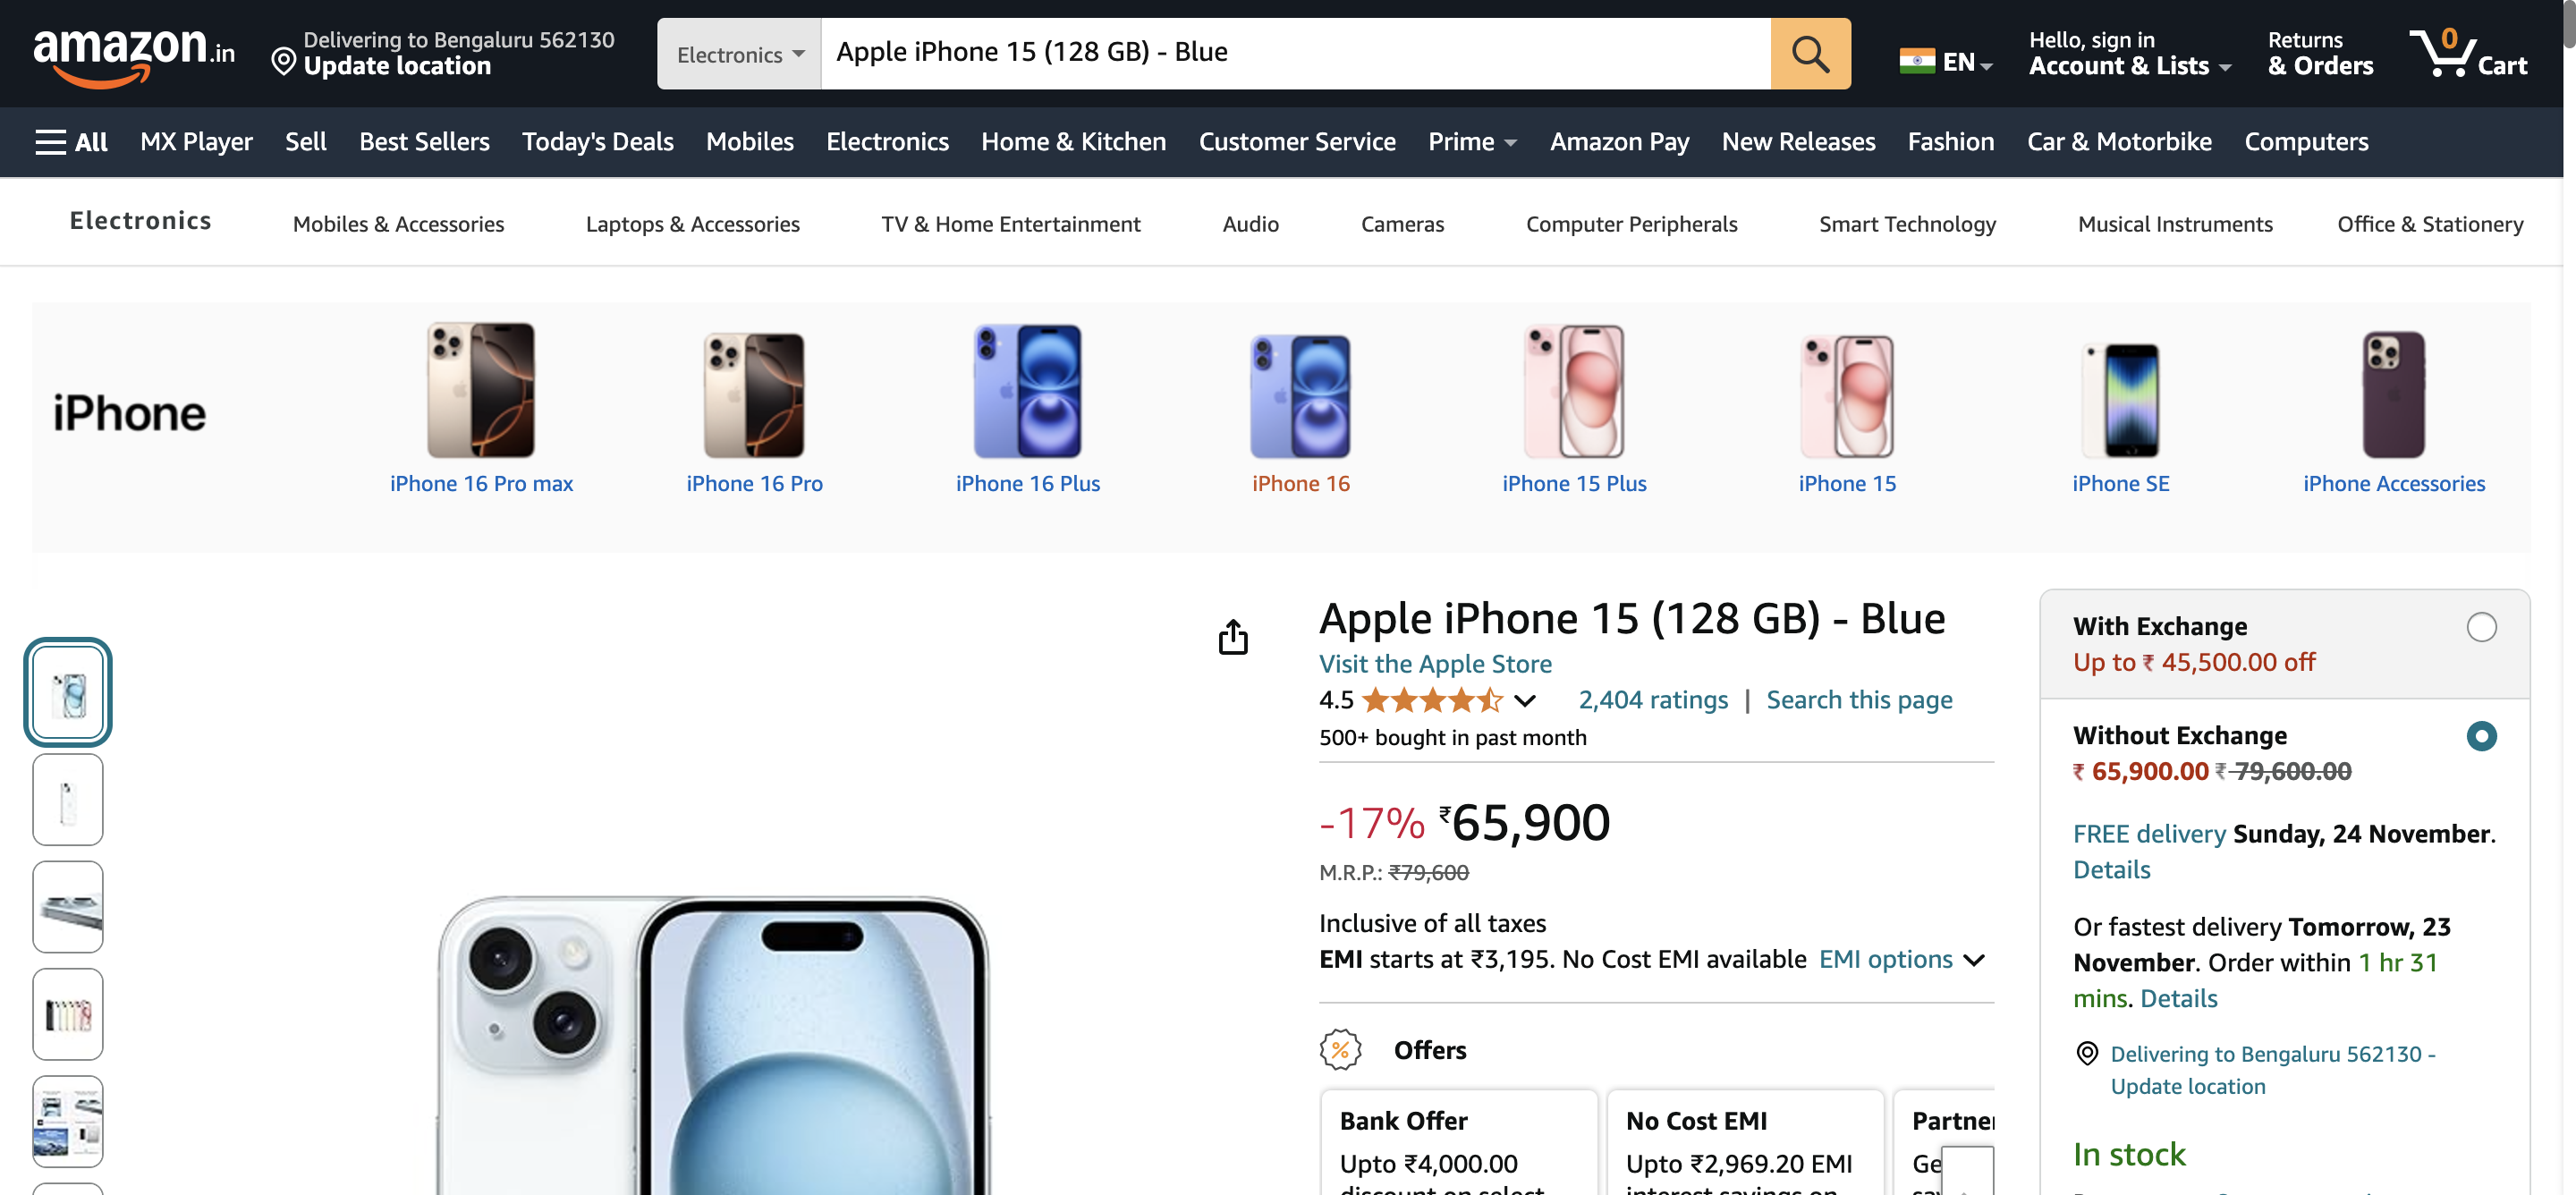 amazon.in
Delivering to Bengaluru 562130
Update location
Electronics
Apple iPhone 15 (128 GB) - Blue
EN
Hello, sign in
Account & Lists
Returns
& Orders
0
Cart
All MX Player Sell Best Sellers Today's Deals Mobiles Electronics Home & Kitchen Customer Service Prime Amazon Pay New Releases Fashion Car & Motorbike Computers
Electronics Mobiles & Accessories Laptops & Accessories TV & Home Entertainment Audio Cameras Computer Peripherals Smart Technology Musical Instruments Office & Stationery
iPhone
iPhone 16 Pro max iPhone 16 Pro iPhone 16 Plus iPhone 16 iPhone 15 Plus iPhone 15 iPhone SE iPhone Accessories
Apple iPhone 15 (128 GB) - Blue
Visit the Apple Store
4.5 2,404 ratings | Search this page
500+ bought in past month
-17% ₹65,900
M.R.P.: ₹79,600
Inclusive of all taxes
EMI starts at ₹3,195. No Cost EMI available EMI options
Offers
Bank Offer
Upto ₹4,000.00
discount on select
No Cost EMI
Upto ₹2,969.20 EMI
interest savings on
With Exchange
Up to ₹ 45,500.00 off
Without Exchange
₹ 65,900.00 ₹ 79,600.00
FREE delivery Sunday, 24 November.
Details
Or fastest delivery Tomorrow, 23
November. Order within 1 hr 31
mins. Details
Delivering to Bengaluru 562130 -
Update location
In stock